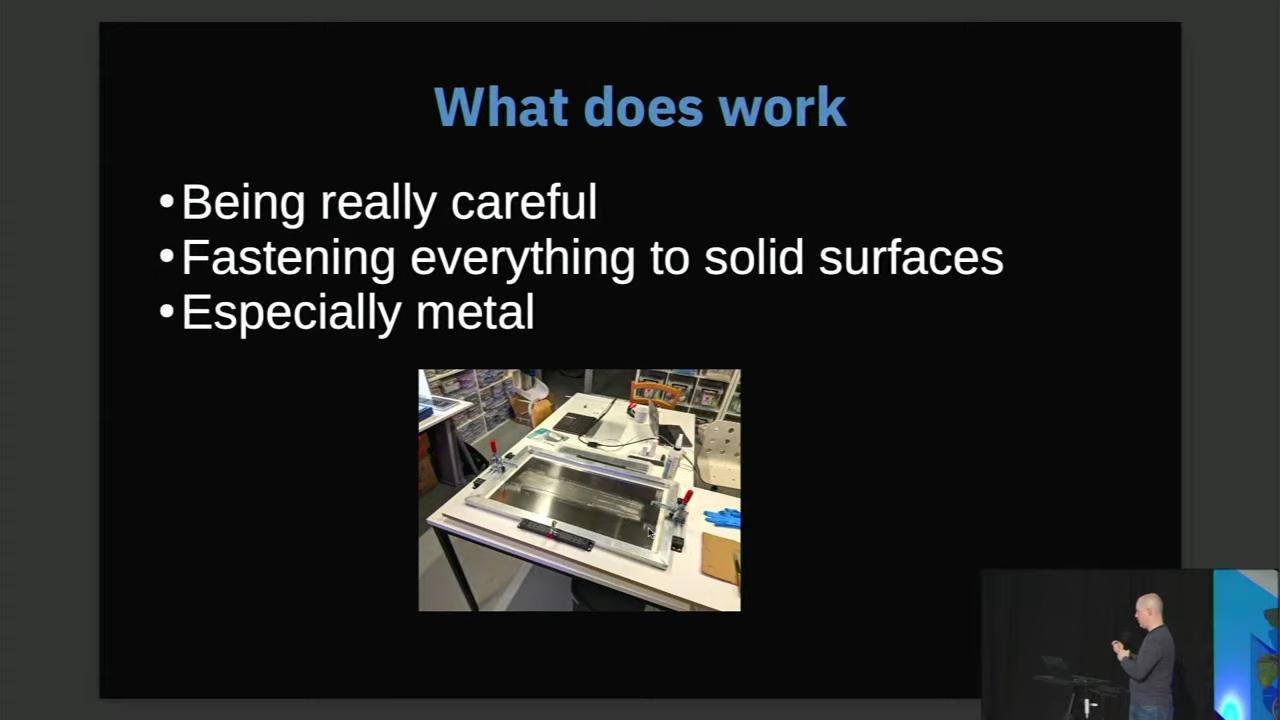 What does work
•Being really careful
•Fastening everything to solid surfaces
•Especially metal